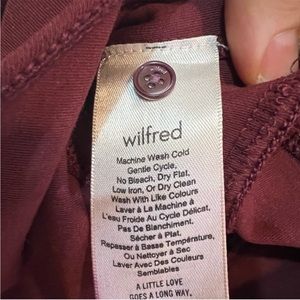 wilfred
Machine Wash Cold
Gentle Cycle,
No Bleach, Dry Flat.
Low Iron, Or Dry Clean
Wash With Like Colours
Laver À La Machine à
L'eau Froide Au Cycle Délicat,
Pas De Blanchiment.
Sécher à Plat.
Repasser à Basse Température,
Ou Nettoyer à Sec
Laver Avec Des Couleurs
Semblables
A LITTLE LOVE
GOES A LONG WAY.